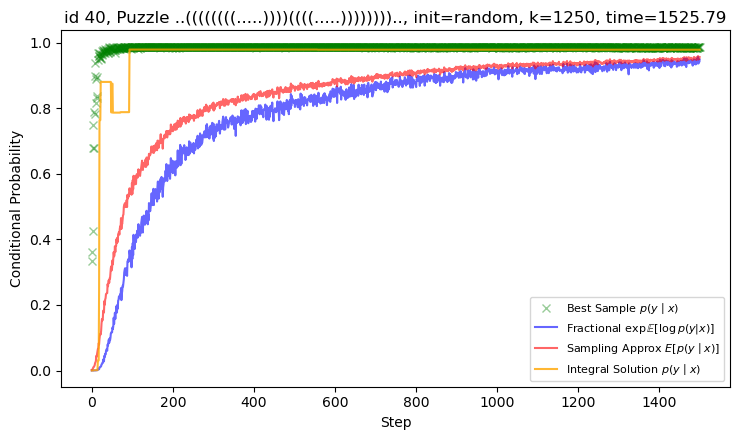 id 40, Puzzle ..((((((((.....))))((((.....)))))))).., init=random, k=1250, time=1525.79
1.0
0.8
0.6
0.4
0.2
0.0
Conditional Probability
0
200
400
600
800
1000
1200
1400
Step
Best Sample p(y | x)
Fractional exp 𝔼[log p(y|x)]
Sampling Approx E[p(y | x)]
Integral Solution p(y | x)